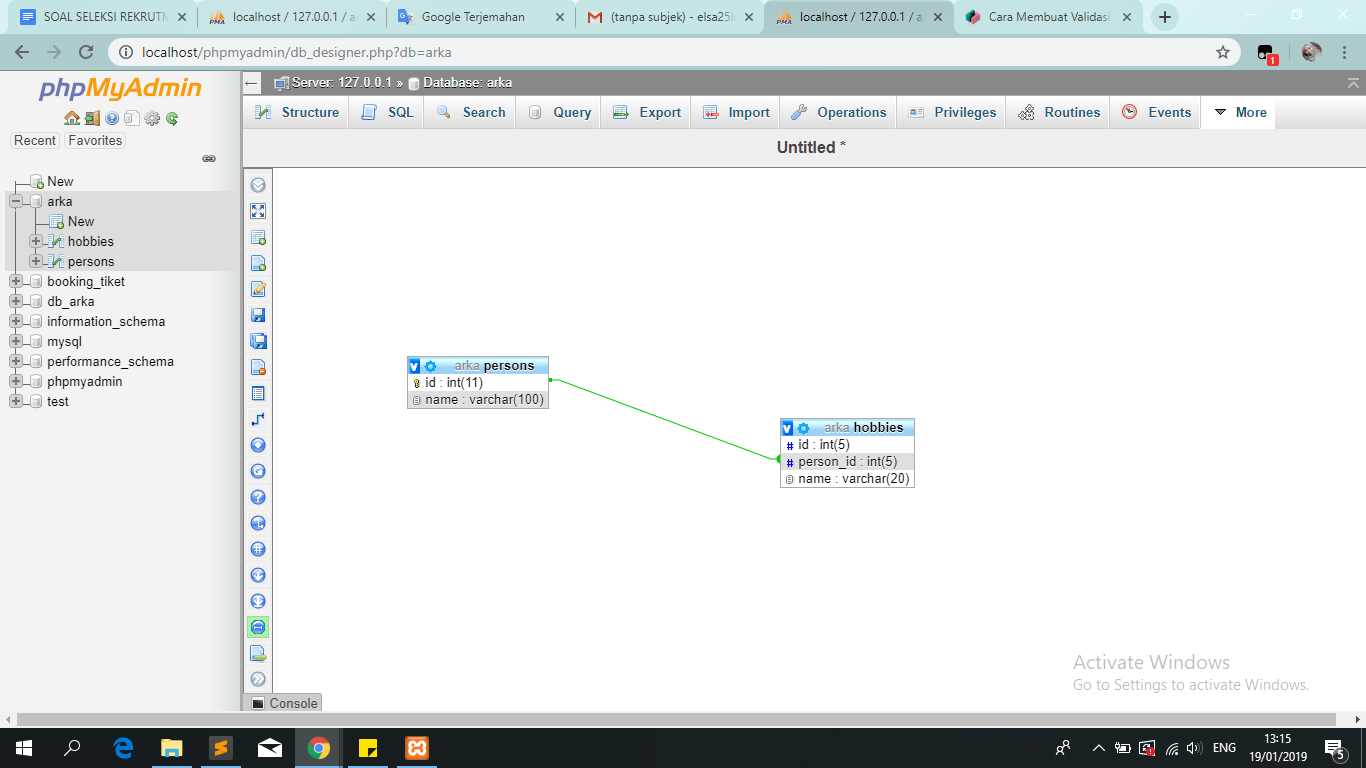 SOAL SELEKSI REKRUTM
localhost / 127.0.0.1 / ar
Google Terjemahan
(tanpa subjek) - elsa25l
localhost / 127.0.0.1 / a
Cara Membuat Validasi
localhost/phpmyadmin/db_designer.php?db=arka
1
phpMyAdmin
Recent
Favorites
New
arka
New
hobbies
persons
booking_tiket
db_arka
information_schema
mysql
performance_schema
phpmyadmin
test
Server: 127.0.0.1 »
Database: arka
Structure
SQL
Search
Query
Export
Import
Operations
Privileges
Routines
Events
More
Untitled *
arka persons
id : int(11)
name : varchar(100)
arka hobbies
id : int(5)
person_id : int(5)
name : varchar(20)
Activate Windows
Go to Settings to activate Windows.
Console
ENG
13:15
19/01/2019
5